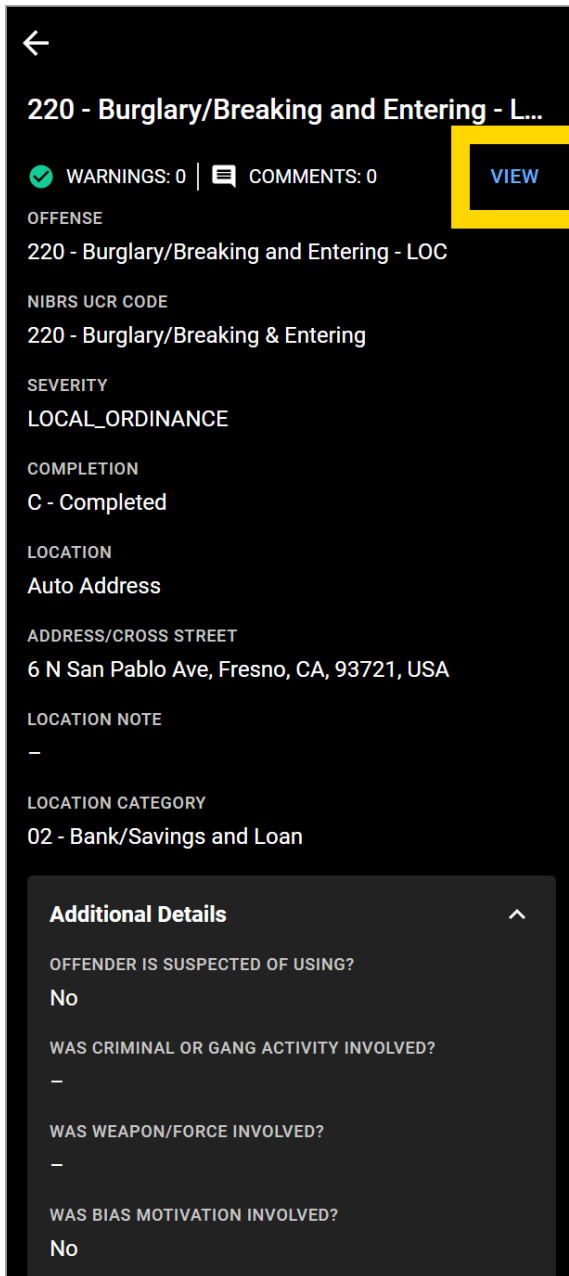 220 - Burglary/Breaking and Entering - L...
WARNINGS: 0 | COMMENTS: 0 VIEW
OFFENSE
220 - Burglary/Breaking and Entering - LOC
NIBRS UCR CODE
220 - Burglary/Breaking & Entering
SEVERITY
LOCAL_ORDINANCE
COMPLETION
C - Completed
LOCATION
Auto Address
ADDRESS/CROSS STREET
6 N San Pablo Ave, Fresno, CA, 93721, USA
LOCATION NOTE
–
LOCATION CATEGORY
02 - Bank/Savings and Loan
Additional Details
OFFENDER IS SUSPECTED OF USING?
No
WAS CRIMINAL OR GANG ACTIVITY INVOLVED?
–
WAS WEAPON/FORCE INVOLVED?
–
WAS BIAS MOTIVATION INVOLVED?
No